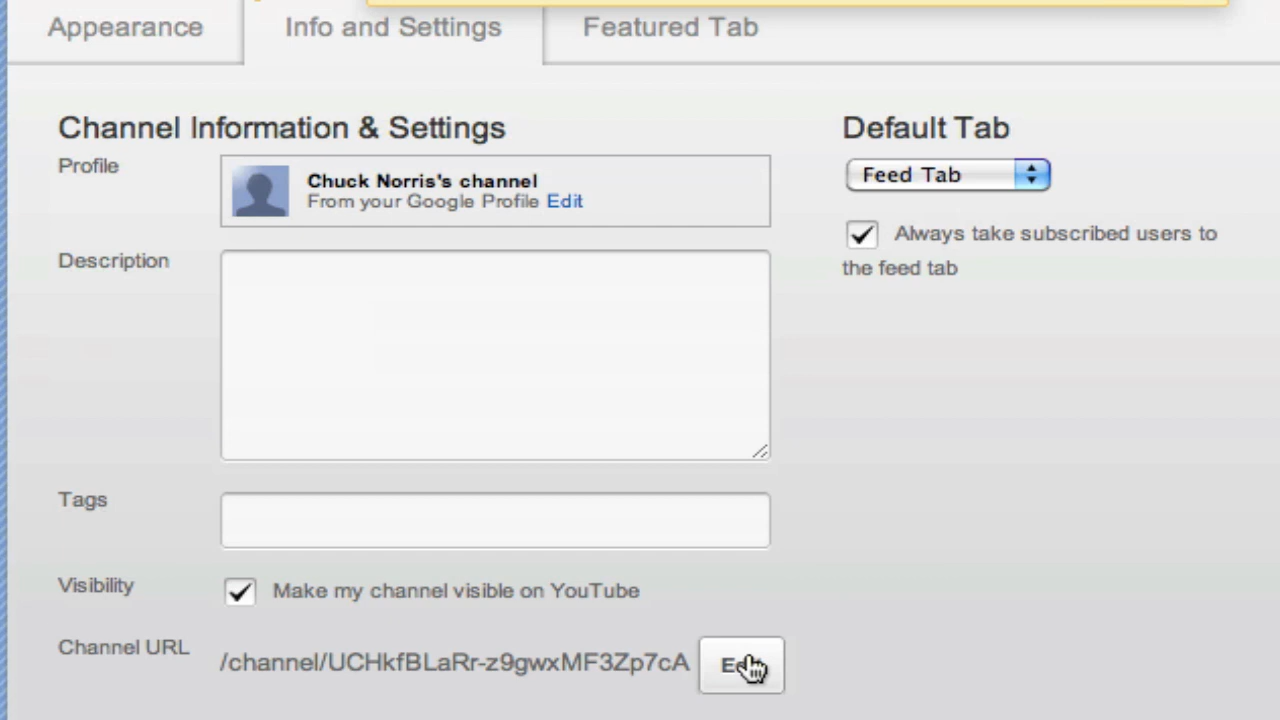 Appearance
Info and Settings
Featured Tab
Channel Information & Settings
Profile
Chuck Norris's channel
From your Google Profile Edit
Description
Tags
Visibility
Make my channel visible on YouTube
Channel URL
/channel/UCHkfBLaRr-z9gwxMF3Zp7cA
Default Tab
Feed Tab
Always take subscribed users to
the feed tab